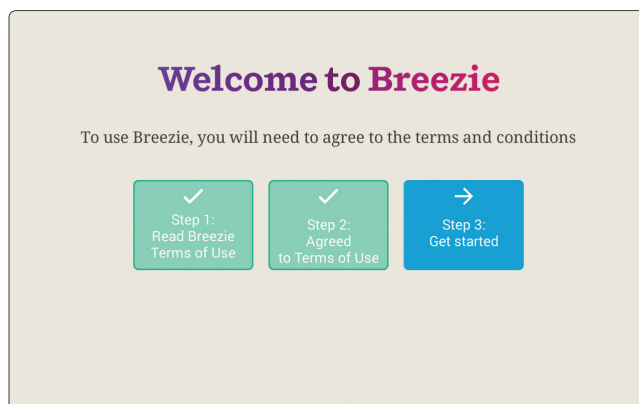 Welcome to Breezie
To use Breezie, you will need to agree to the terms and conditions
Step 1:
Read Breezie
Terms of Use
Step 2:
Agreed
to Terms of Use
Step 3:
Get started